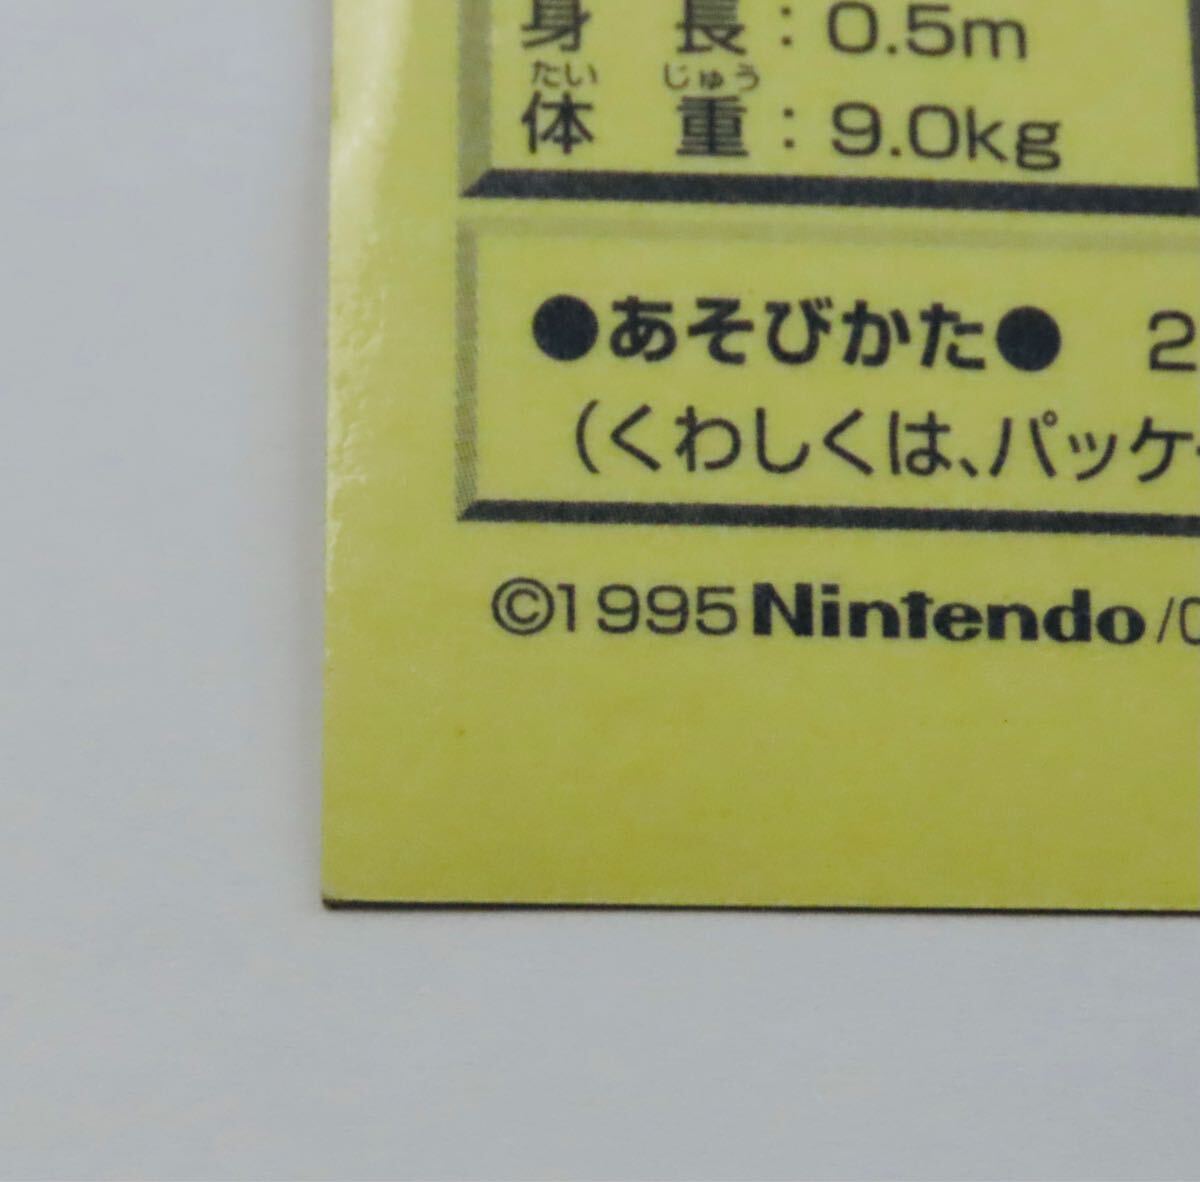 身長：0.5m
たいじゅう
体重：9.0kg
●あそびかた● 2
（くわしくは、パッケ
©1995 Nintendo/